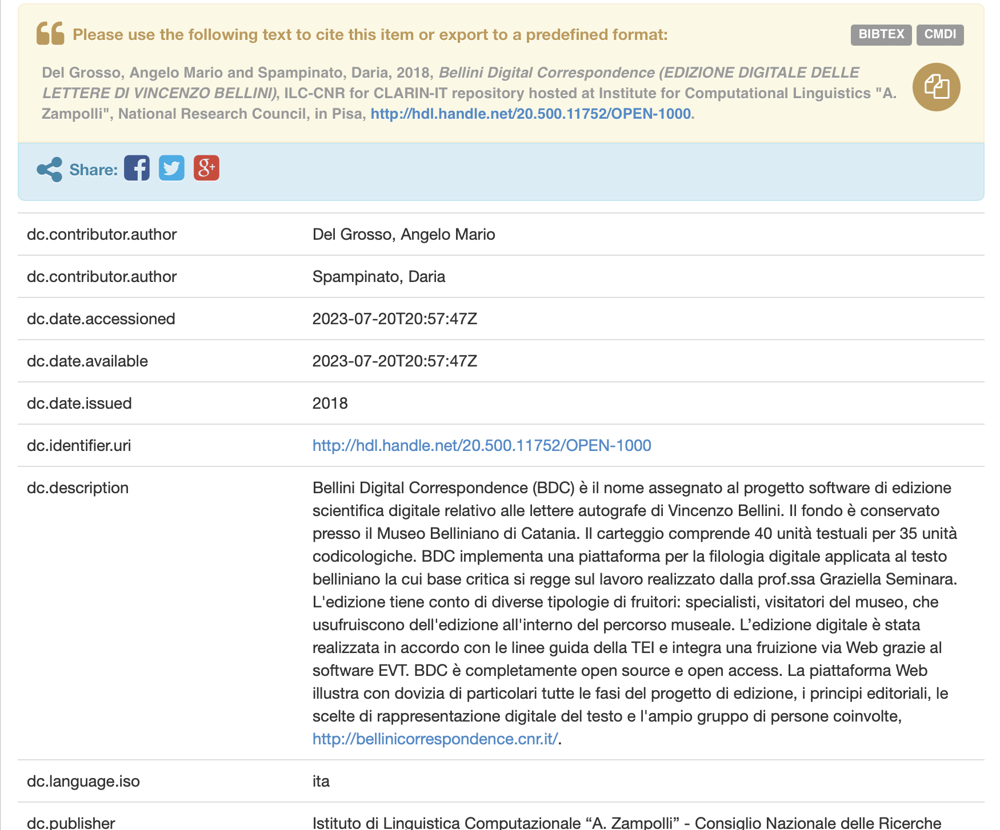 Please use the following text to cite this item or export to a predefined format:
BIBTEX
CMDI
Del Grosso, Angelo Mario and Spampinato, Daria, 2018, Bellini Digital Correspondence (EDIZIONE DIGITALE DELLE
LETTERE DI VINCENZO BELLINI), ILC-CNR for CLARIN-IT repository hosted at Institute for Computational Linguistics "A.
Zampolli", National Research Council, in Pisa, http://hdl.handle.net/20.500.11752/OPEN-1000.
Share:
dc.contributor.author Del Grosso, Angelo Mario
dc.contributor.author Spampinato, Daria
dc.date.accessioned 2023-07-20T20:57:47Z
dc.date.available 2023-07-20T20:57:47Z
dc.date.issued 2018
dc.identifier.uri http://hdl.handle.net/20.500.11752/OPEN-1000
dc.description Bellini Digital Correspondence (BDC) è il nome assegnato al progetto software di edizione
scientifica digitale relativo alle lettere autografe di Vincenzo Bellini. Il fondo è conservato
presso il Museo Belliniano di Catania. Il carteggio comprende 40 unità testuali per 35 unità
codicologiche. BDC implementa una piattaforma per la filologia digitale applicata al testo
belliniano la cui base critica si regge sul lavoro realizzato dalla prof.ssa Graziella Seminara.
L'edizione tiene conto di diverse tipologie di fruitori: specialisti, visitatori del museo, che
usufruiscono dell'edizione all'interno del percorso museale. L’edizione digitale è stata
realizzata in accordo con le linee guida della TEI e integra una fruizione via Web grazie al
software EVT. BDC è completamente open source e open access. La piattaforma Web
illustra con dovizia di particolari tutte le fasi del progetto di edizione, i principi editoriali, le
scelte di rappresentazione digitale del testo e l'ampio gruppo di persone coinvolte,
http://bellinicorrespondence.cnr.it/.
dc.language.iso ita
dc.publisher Istituto di Linguistica Computazionale “A. Zampolli” - Consiglio Nazionale delle Ricerche